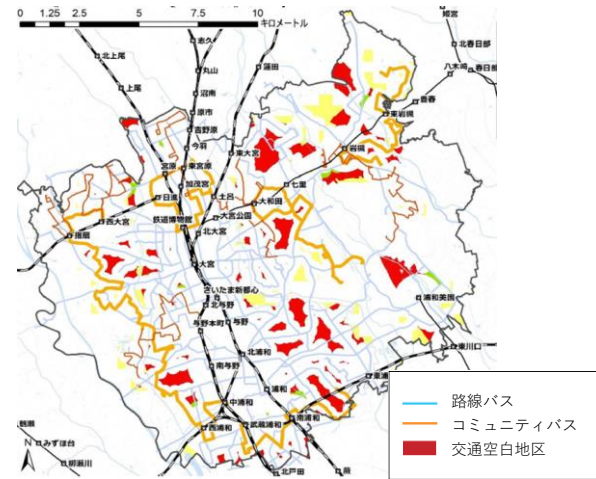 0 1.25 2.5 5 7.5 10
キロメートル
姫宮
志久
北上尾
北春日部
丸山
蓮田
八木崎
春日部
上尾
沼南
豊春
原市
東岩槻
吉野原
今羽
東大宮
岩槻
宮原
東宮原
七里
加茂宮
日進
土呂
大和田
大宮公園
西大宮
鉄道博物館
指扇
北大宮
大宮
さいたま新都心
北与野
浦和美園
与野本町
与野
東川口
北浦和
南与野
浦和
中浦和
南浦和
西浦和
武蔵浦和
N
みずほ台
柳瀬川
北戸田
蕨
路線バス
コミュニティバス
交通空白地区